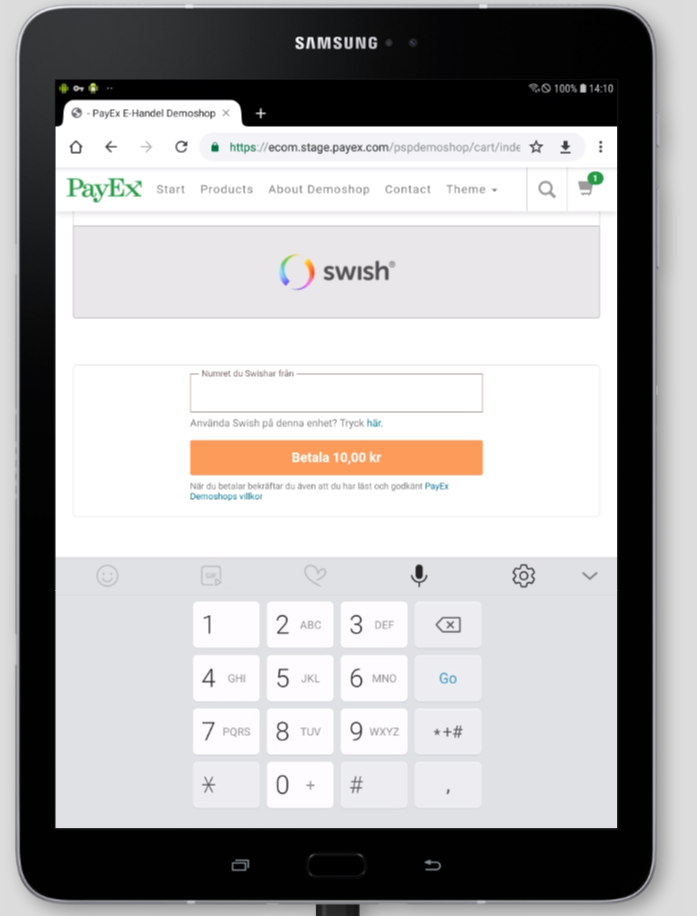 SAMSUNG
100% 14:10
- PayEx E-Handel Demoshop
https://ecom.stage.payex.com/pspdemoshop/cart/inde
PayEx Start Products About Demoshop Contact Theme 1
swish®
Numret du Swishar från
Använda Swish på denna enhet? Tryck här.
Betala 10,00 kr
När du betalar bekräftar du även att du har läst och godkänt PayEx
Demoshops villkor
GIF
1 2 ABC 3 DEF
4 GHI 5 JKL 6 MNO Go
7 PQRS 8 TUV 9 WXYZ *+#
* 0 + # ,